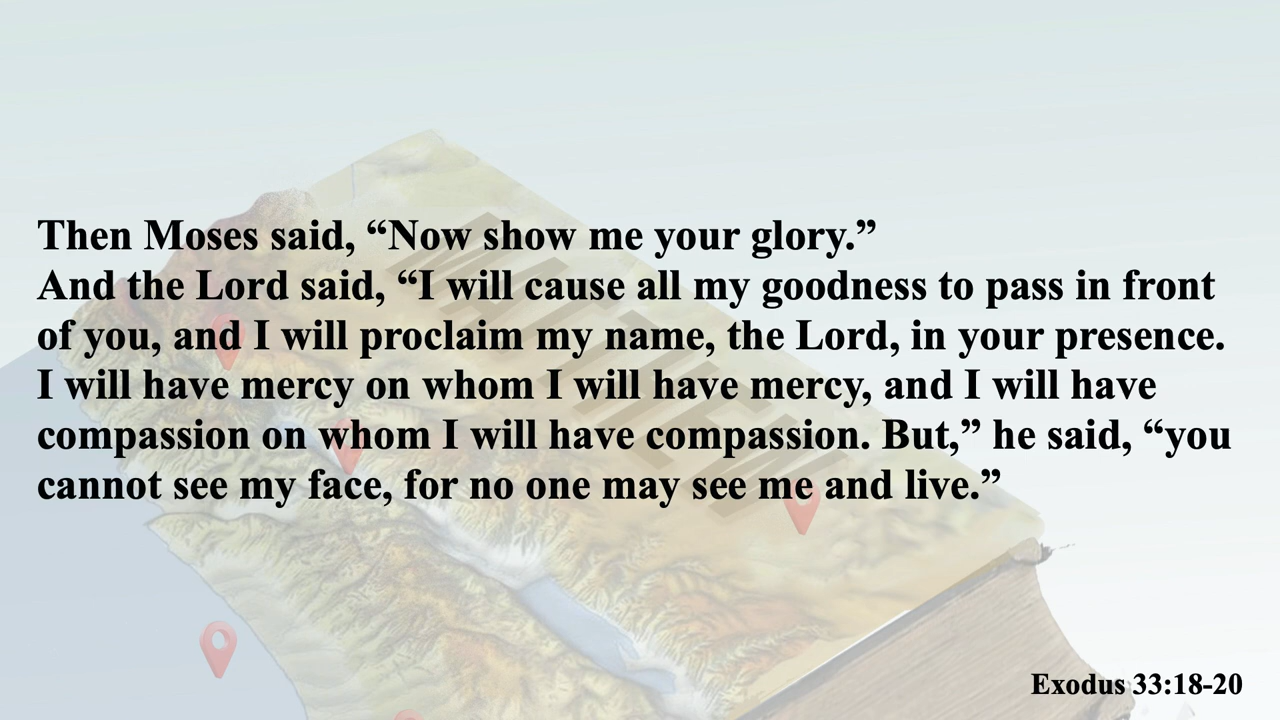 Then Moses said, “Now show me your glory.”
And the Lord said, “I will cause all my goodness to pass in front
of you, and I will proclaim my name, the Lord, in your presence.
I will have mercy on whom I will have mercy, and I will have
compassion on whom I will have compassion. But,” he said, “you
cannot see my face, for no one may see me and live.”
MATTHEW
Exodus 33:18-20